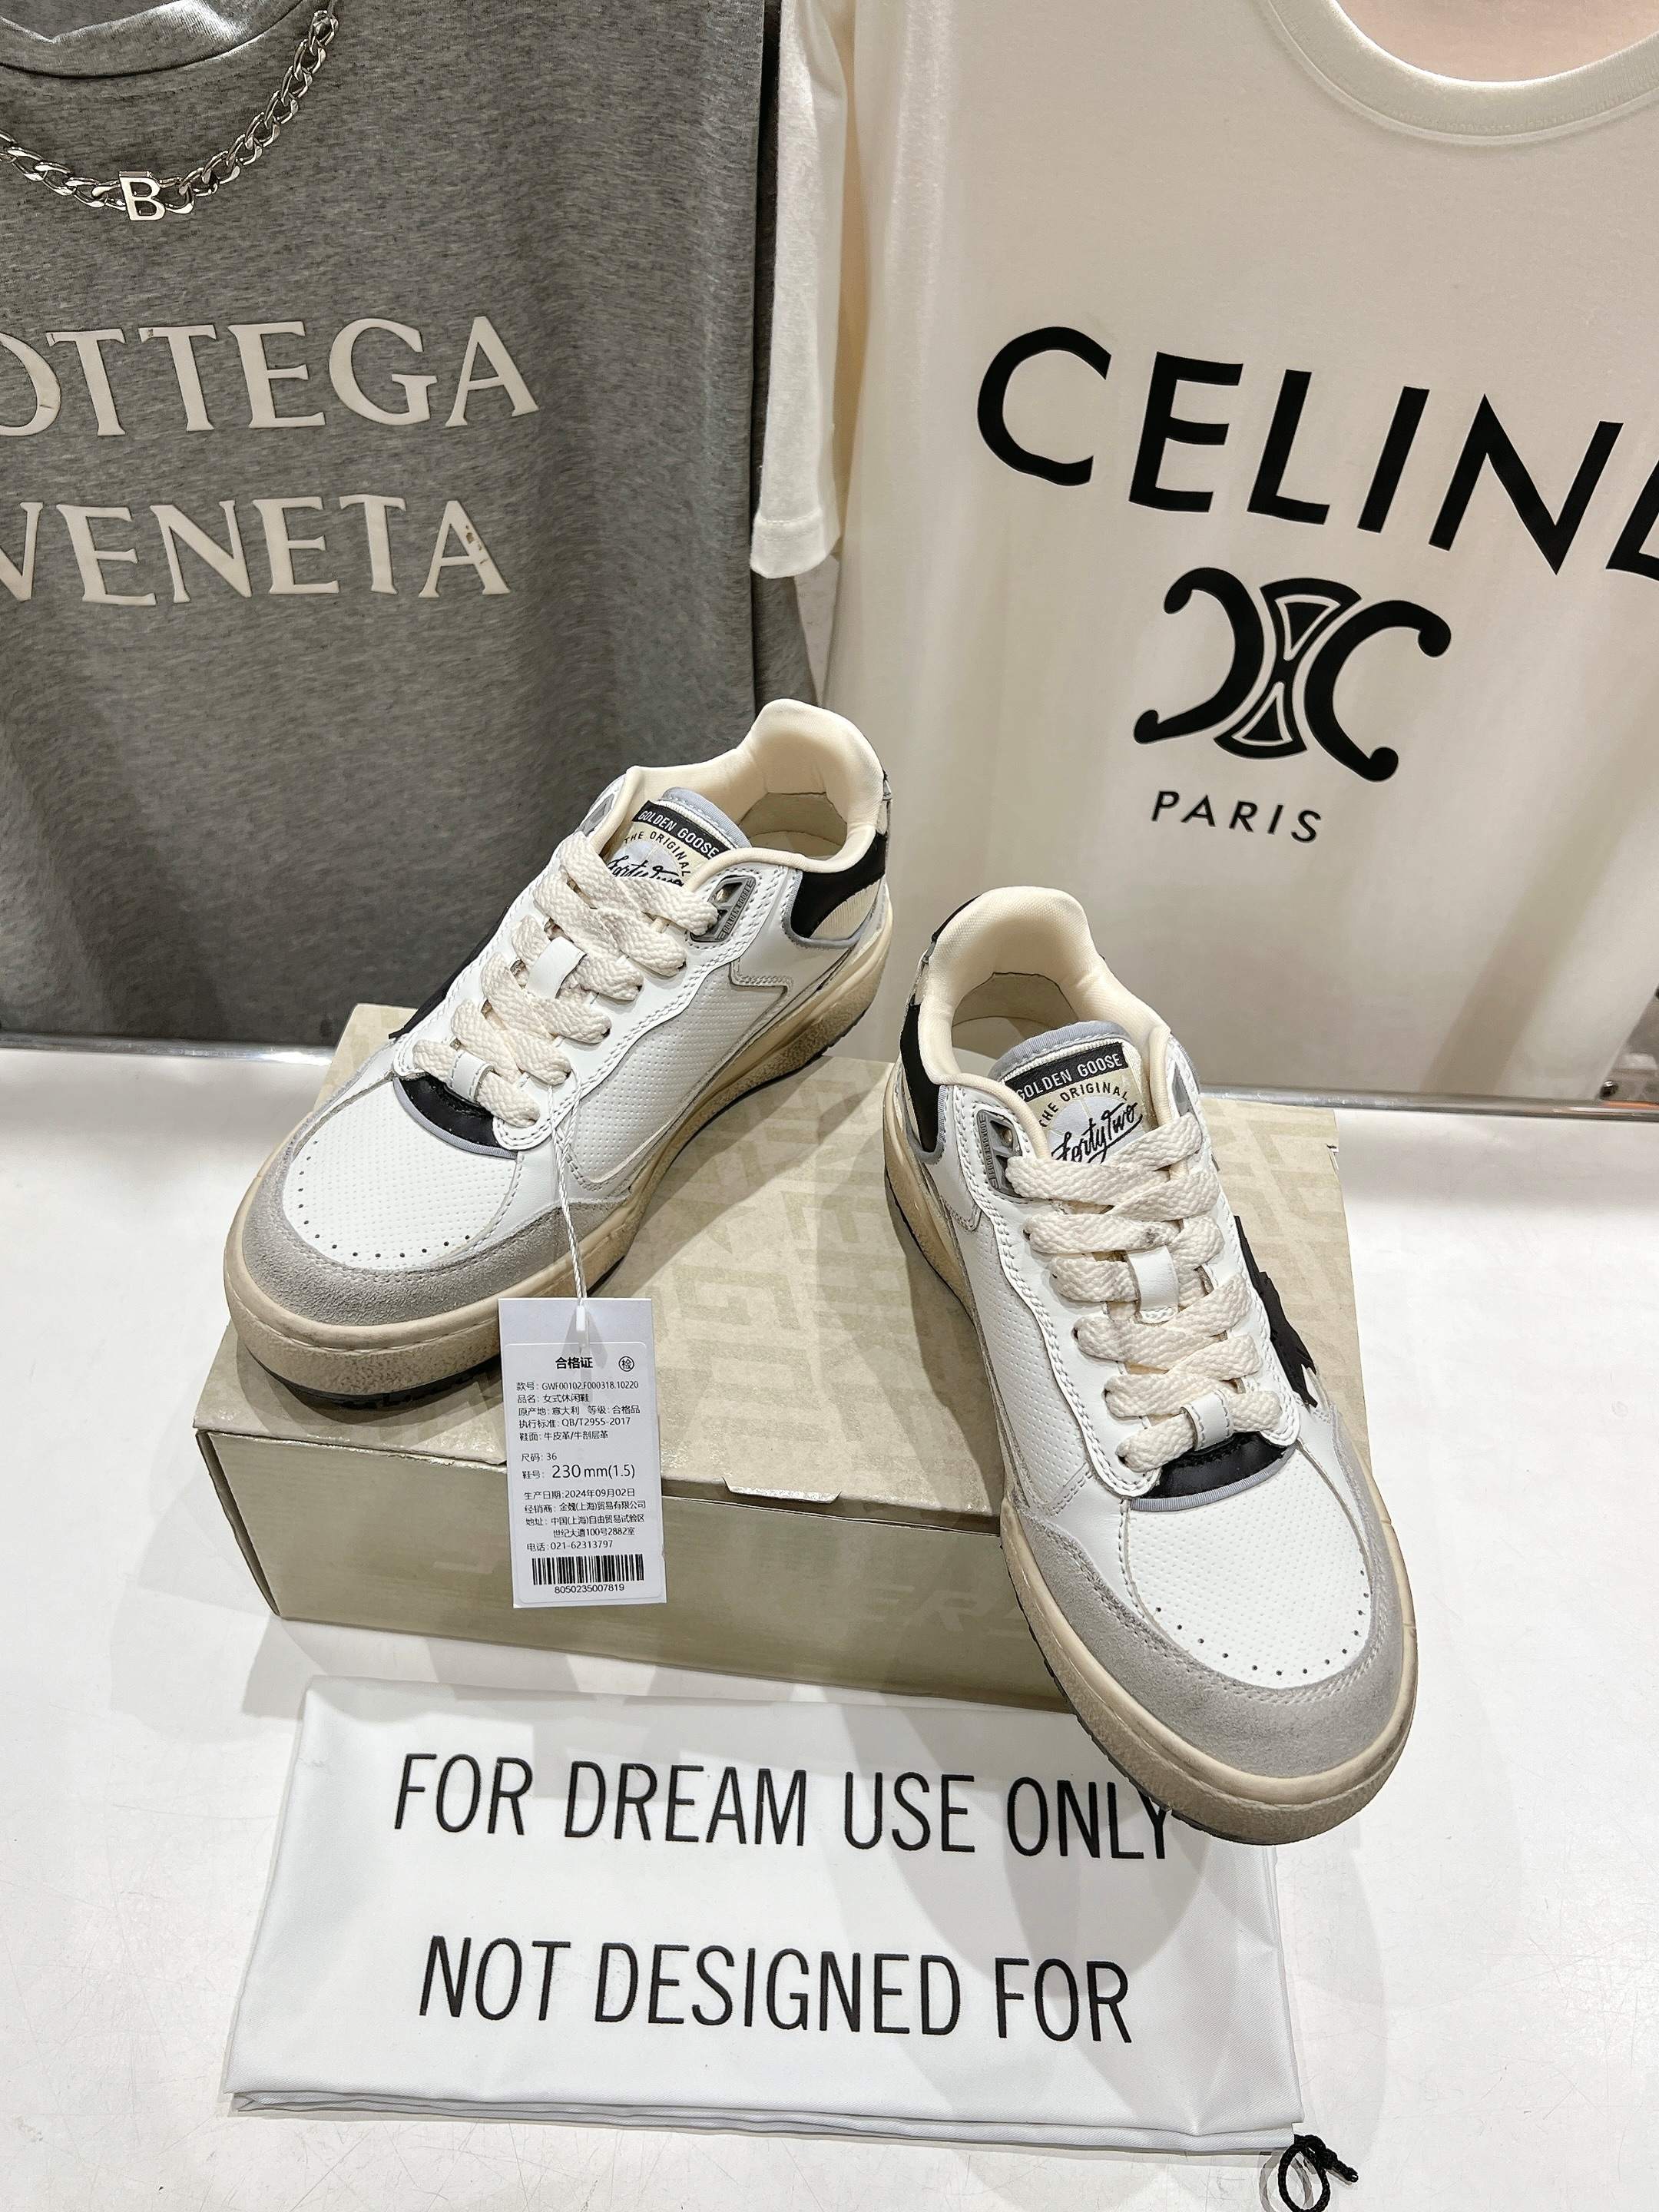 B
OTTEGA
VENETA
CELINE
PARIS
GOLDEN GOOSE
THE ORIGINAL
Fortytwo
GOLDEN GOOSE
THE ORIGINAL
Fortytwo
合格证 检
款号: GWF00102.F000318.10220
品名: 女式休闲鞋
原产地: 意大利 等级: 合格品
执行标准: QB/T2955-2017
鞋面: 牛皮革/牛剖层革
尺码: 36
鞋号: 230mm(1.5)
生产日期:2024年09月02日
经销商: 金魏(上海)贸易有限公司
地址: 中国(上海)自由贸易试验区
世纪大道100号2882室
电话:021-62313797
8050235007819
FOR DREAM USE ONLY
NOT DESIGNED FOR